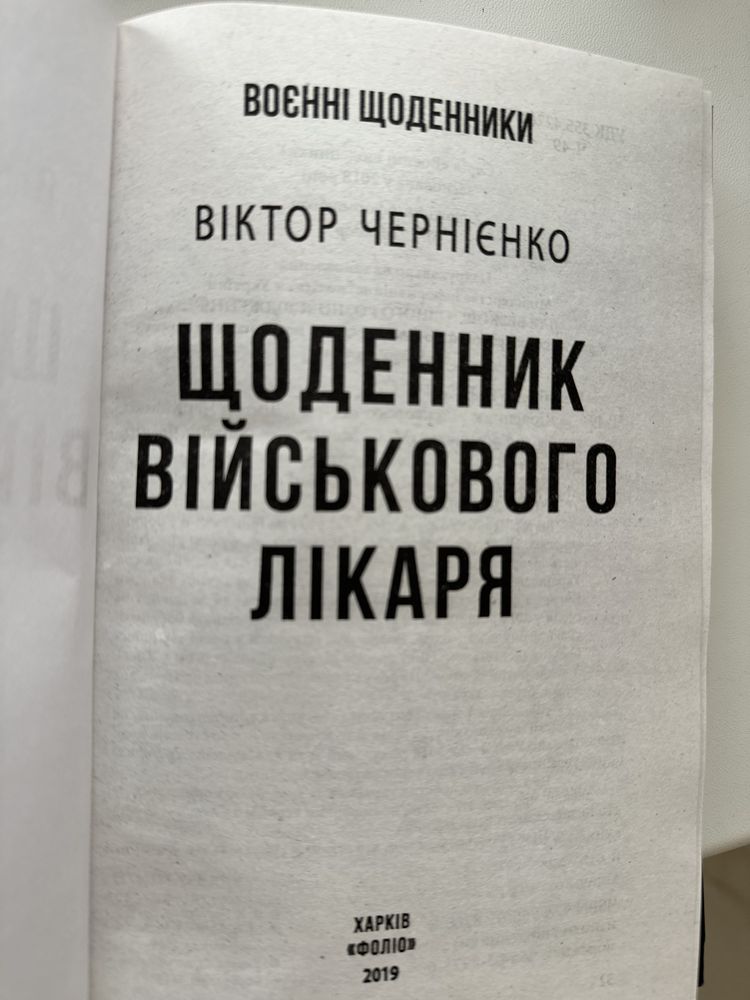 ВОЄННІ ЩОДЕННИКИ
ВІКТОР ЧЕРНІЄНКО
ЩОДЕННИК
ВІЙСЬКОВОГО
ЛІКАРЯ
ХАРКІВ
«ФОЛІО»
2019